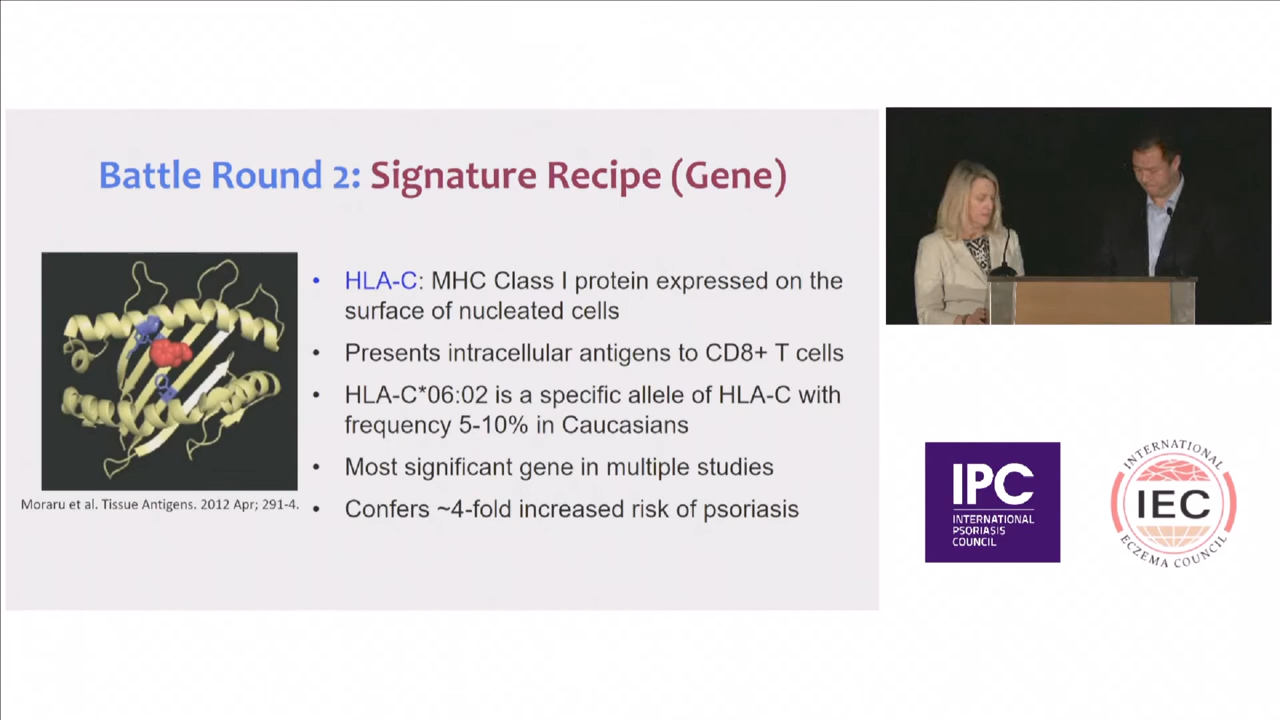 Battle Round 2: Signature Recipe (Gene)
• HLA-C: MHC Class I protein expressed on the
surface of nucleated cells
• Presents intracellular antigens to CD8+ T cells
• HLA-C*06:02 is a specific allele of HLA-C with
frequency 5-10% in Caucasians
• Most significant gene in multiple studies
• Confers ~4-fold increased risk of psoriasis
Moraru et al. Tissue Antigens. 2012 Apr; 291-4.
IPC
INTERNATIONAL
PSORIASIS
COUNCIL
INTERNATIONAL
IEC
ECZEMA COUNCIL